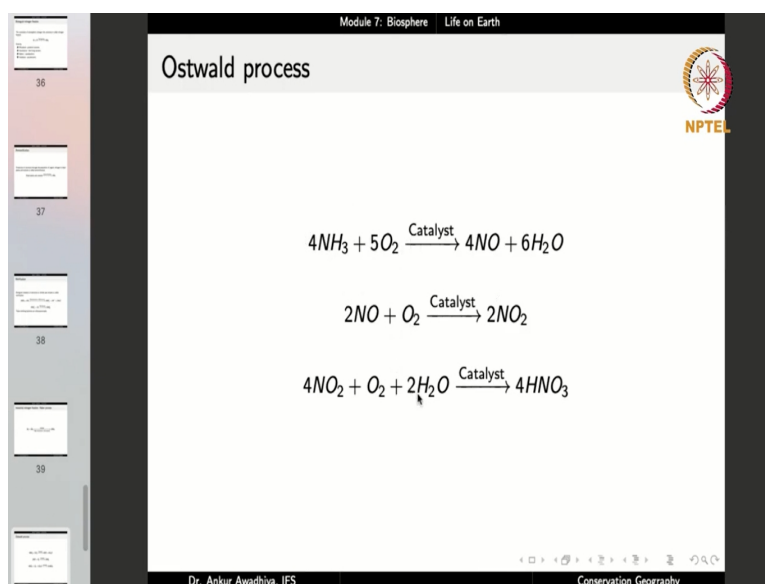 Module 7: Biosphere Life on Earth
Ostwald process
NPTEL
4NH₃ + 5O₂ Catalyst⟶ 4NO + 6H₂O
2NO + O₂ Catalyst⟶ 2NO₂
4NO₂ + O₂ + 2H₂O Catalyst⟶ 4HNO₃
36
37
38
39
Dr. Ankur Awadhiya, IFS Conservation Geography